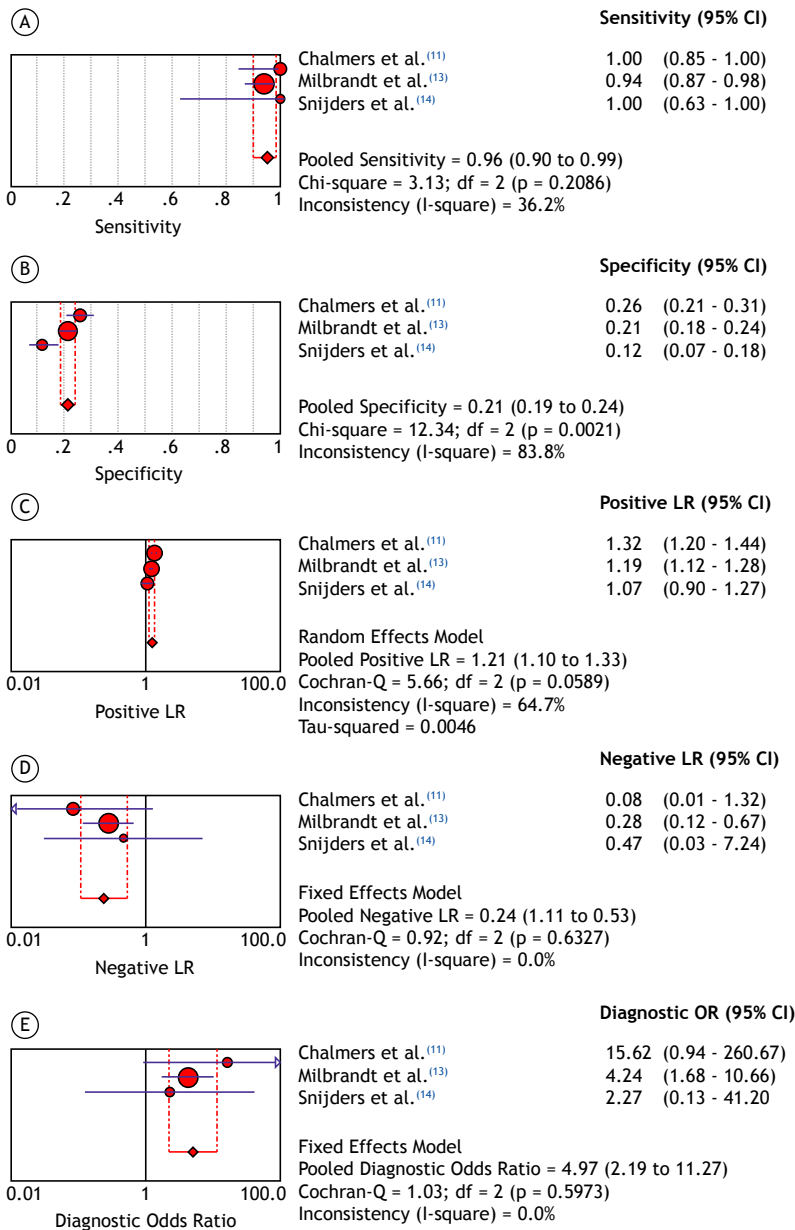 A
Sensitivity (95% CI)
Chalmers et al.(11) 1.00 (0.85 - 1.00)
Milbrandt et al.(13) 0.94 (0.87 - 0.98)
Snijders et al.(14) 1.00 (0.63 - 1.00)
Pooled Sensitivity = 0.96 (0.90 to 0.99)
Chi-square = 3.13; df = 2 (p = 0.2086)
Inconsistency (I-square) = 36.2%
0 .2 .4 .6 .8 1
Sensitivity
B
Specificity (95% CI)
Chalmers et al.(11) 0.26 (0.21 - 0.31)
Milbrandt et al.(13) 0.21 (0.18 - 0.24)
Snijders et al.(14) 0.12 (0.07 - 0.18)
Pooled Specificity = 0.21 (0.19 to 0.24)
Chi-square = 12.34; df = 2 (p = 0.0021)
Inconsistency (I-square) = 83.8%
0 .2 .4 .6 .8 1
Specificity
C
Positive LR (95% CI)
Chalmers et al.(11) 1.32 (1.20 - 1.44)
Milbrandt et al.(13) 1.19 (1.12 - 1.28)
Snijders et al.(14) 1.07 (0.90 - 1.27)
Random Effects Model
Pooled Positive LR = 1.21 (1.10 to 1.33)
Cochran-Q = 5.66; df = 2 (p = 0.0589)
Inconsistency (I-square) = 64.7%
Tau-squared = 0.0046
0.01 1 100.0
Positive LR
D
Negative LR (95% CI)
Chalmers et al.(11) 0.08 (0.01 - 1.32)
Milbrandt et al.(13) 0.28 (0.12 - 0.67)
Snijders et al.(14) 0.47 (0.03 - 7.24)
Fixed Effects Model
Pooled Negative LR = 0.24 (1.11 to 0.53)
Cochran-Q = 0.92; df = 2 (p = 0.6327)
Inconsistency (I-square) = 0.0%
0.01 1 100.0
Negative LR
E
Diagnostic OR (95% CI)
Chalmers et al.(11) 15.62 (0.94 - 260.67)
Milbrandt et al.(13) 4.24 (1.68 - 10.66)
Snijders et al.(14) 2.27 (0.13 - 41.20
Fixed Effects Model
Pooled Diagnostic Odds Ratio = 4.97 (2.19 to 11.27)
Cochran-Q = 1.03; df = 2 (p = 0.5973)
Inconsistency (I-square) = 0.0%
0.01 1 100.0
Diagnostic Odds Ratio